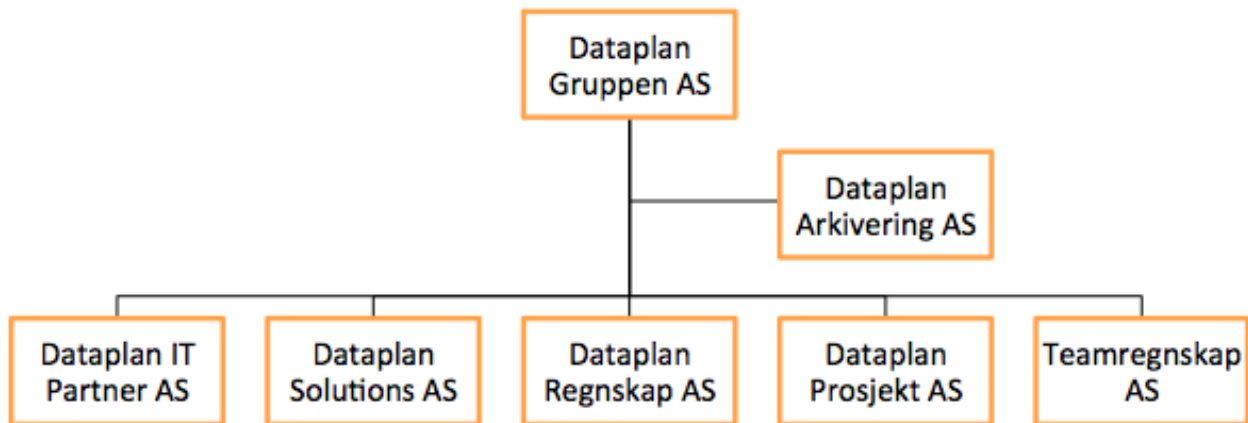 Dataplan
Gruppen AS
Dataplan
Arkivering AS
Dataplan IT
Partner AS
Dataplan
Solutions AS
Dataplan
Regnskap AS
Dataplan
Prosjekt AS
Teamregnskap
AS